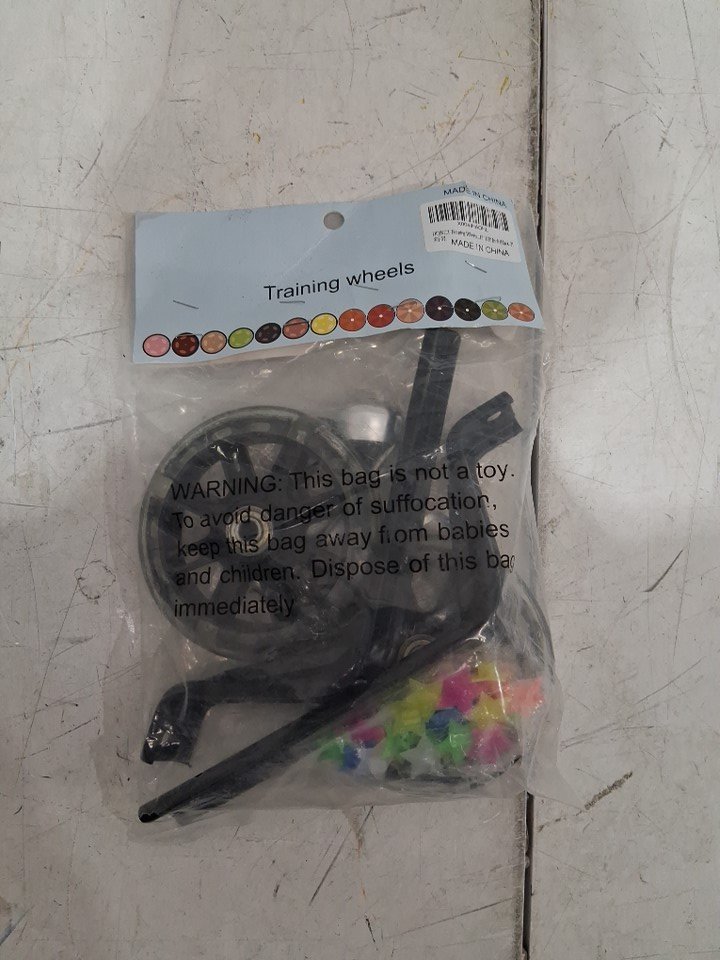 MADE IN CHINA
MADE IN CHINA
Training wheels
WARNING: This bag is not a toy.
To avoid danger of suffocation,
keep this bag away from babies
and children. Dispose of this bag
immediately